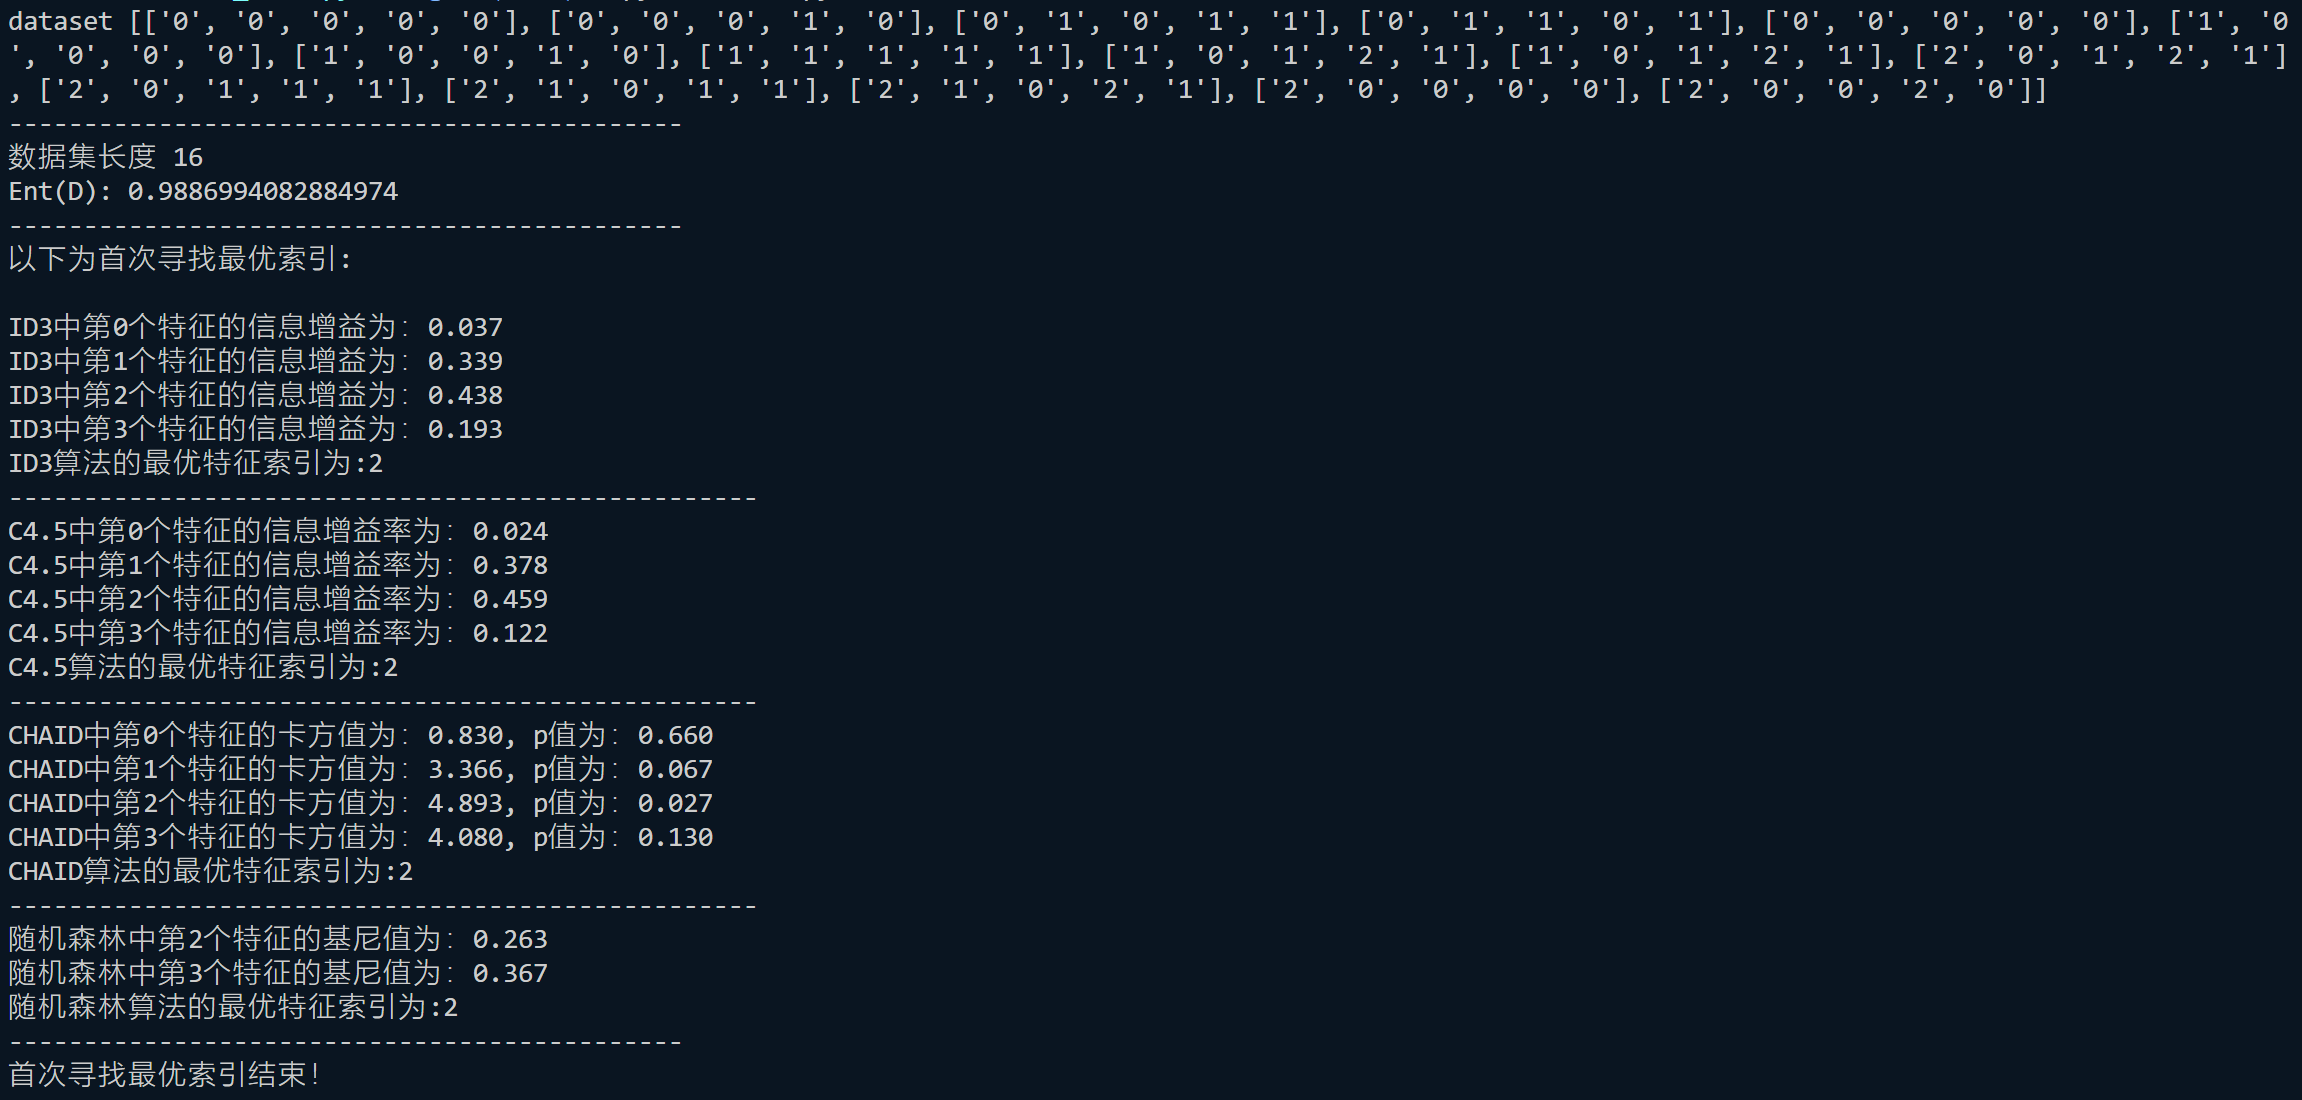 dataset [['0', '0', '0', '0', '0'], ['0', '0', '0', '1', '0'], ['0', '1', '0', '1', '1'], ['0', '1', '1', '0', '1'], ['0', '0', '0', '0', '0'], ['1', '0
', '0', '0', '0'], ['1', '0', '0', '1', '0'], ['1', '1', '1', '1', '1'], ['1', '0', '1', '2', '1'], ['1', '0', '1', '2', '1'], ['2', '0', '1', '2', '1']
, ['2', '0', '1', '1', '1'], ['2', '1', '0', '1', '1'], ['2', '1', '0', '2', '1'], ['2', '0', '0', '0', '0'], ['2', '0', '0', '2', '0']]
---------------------------------------------
数据集长度 16
Ent(D): 0.9886994082884974
---------------------------------------------
以下为首次寻找最优索引:
ID3中第0个特征的信息增益为：0.037
ID3中第1个特征的信息增益为：0.339
ID3中第2个特征的信息增益为：0.438
ID3中第3个特征的信息增益为：0.193
ID3算法的最优特征索引为:2
--------------------------------------------------
C4.5中第0个特征的信息增益率为：0.024
C4.5中第1个特征的信息增益率为：0.378
C4.5中第2个特征的信息增益率为：0.459
C4.5中第3个特征的信息增益率为：0.122
C4.5算法的最优特征索引为:2
--------------------------------------------------
CHAID中第0个特征的卡方值为：0.830, p值为：0.660
CHAID中第1个特征的卡方值为：3.366, p值为：0.067
CHAID中第2个特征的卡方值为：4.893, p值为：0.027
CHAID中第3个特征的卡方值为：4.080, p值为：0.130
CHAID算法的最优特征索引为:2
--------------------------------------------------
随机森林中第2个特征的基尼值为：0.263
随机森林中第3个特征的基尼值为：0.367
随机森林算法的最优特征索引为:2
---------------------------------------------
首次寻找最优索引结束！